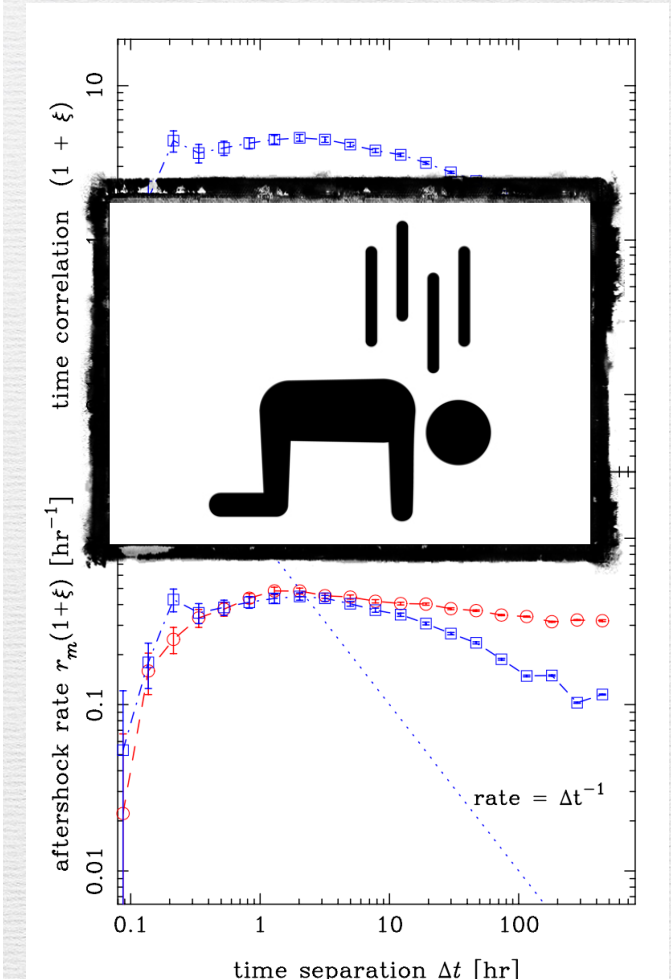 time correlation (1 + ξ)
10
aftershock rate rₘ(1+ξ) [hr⁻¹]
0.1
rate = Δt⁻¹
0.01
0.1 1 10 100
time separation Δt [hr]